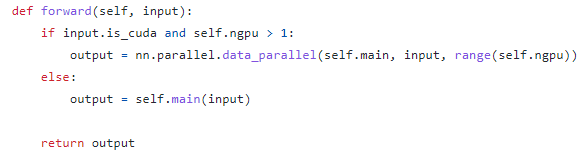 def forward(self, input):
    if input.is_cuda and self.ngpu > 1:
        output = nn.parallel.data_parallel(self.main, input, range(self.ngpu))
    else:
        output = self.main(input)

    return output